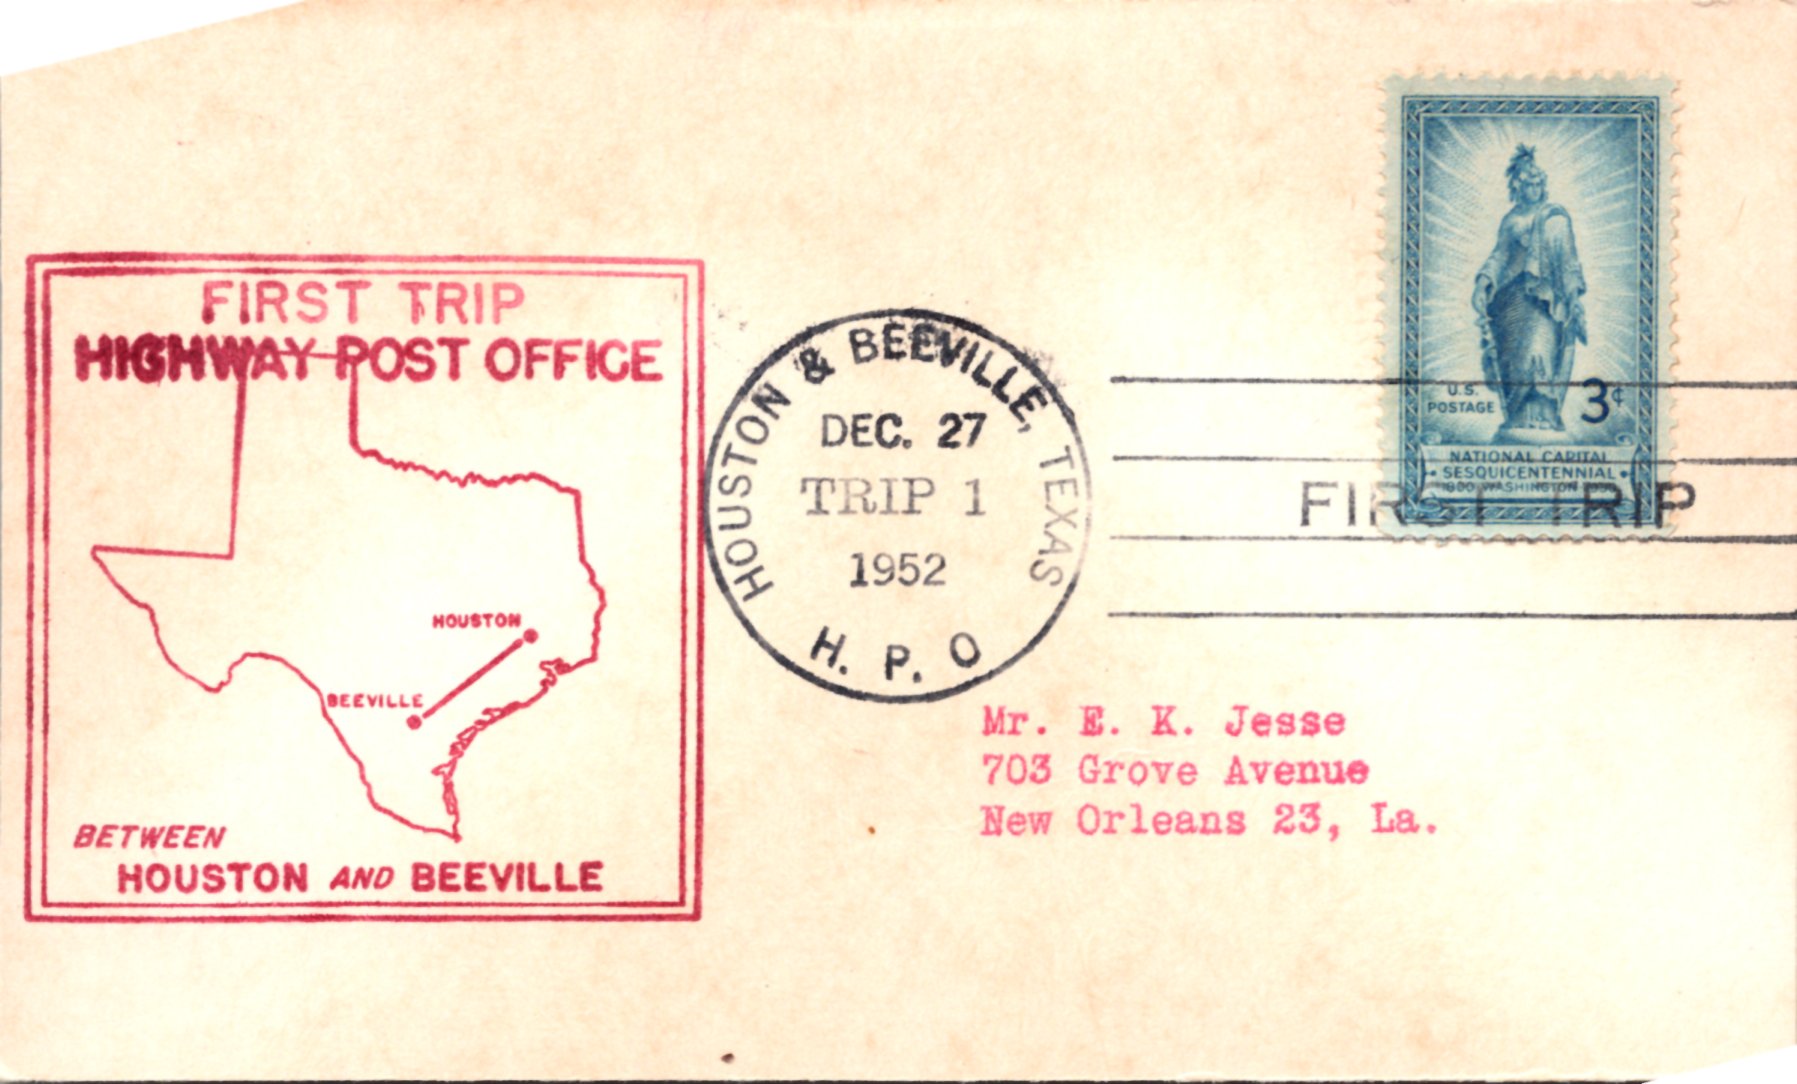 FIRST TRIP
HIGHWAY POST OFFICE
HOUSTON
BEEVILLE
BETWEEN
HOUSTON AND BEEVILLE
HOUSTON & BEEVILLE, TEXAS
DEC. 27
TRIP 1
1952
H. P. O
U.S.
POSTAGE
3¢
NATIONAL CAPITAL
SESQUICENTENNIAL
WASHINGTON
FIRST TRIP
Mr. E. K. Jesse
703 Grove Avenue
New Orleans 23, La.